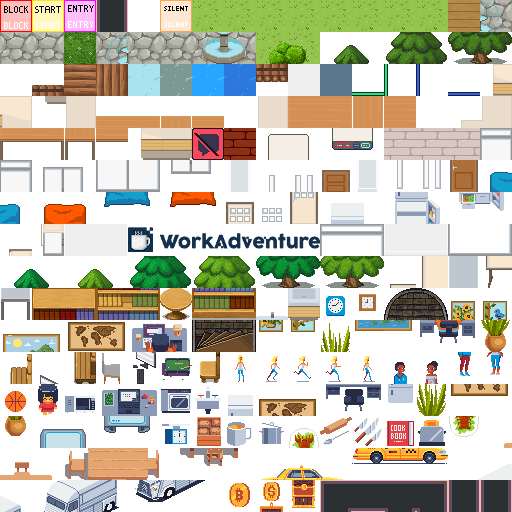 BLOCK START ENTRY SILENT
BLOCK START ENTRY SILENT
WorkAdventure
COOK
BOOK